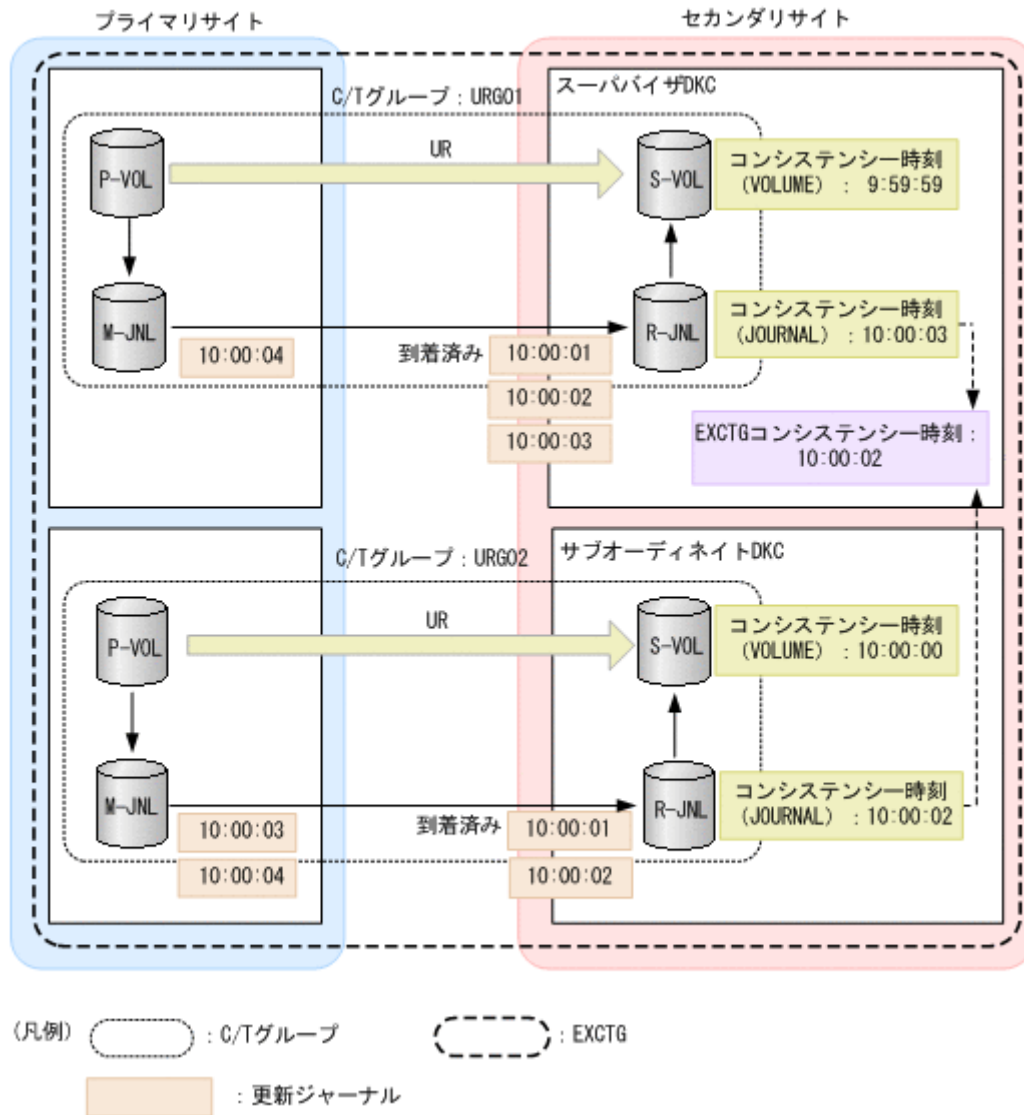 プライマリサイト
セカンダリサイト
スーパバイザDKC
C/Tグループ：URG01
UR
P-VOL
S-VOL
コンシステンシー時刻
(VOLUME) ： 9:59:59
M-JNL
10:00:04
到着済み
10:00:01
10:00:02
10:00:03
R-JNL
コンシステンシー時刻
(JOURNAL) ：10:00:03
EXCTGコンシステンシー時刻：
10:00:02
サブオーディネイトDKC
C/Tグループ：URG02
UR
P-VOL
S-VOL
コンシステンシー時刻
(VOLUME) ：10:00:00
M-JNL
10:00:03
10:00:04
到着済み
10:00:01
10:00:02
R-JNL
コンシステンシー時刻
(JOURNAL) ：10:00:02
(凡例)
：C/Tグループ
：EXCTG
：更新ジャーナル